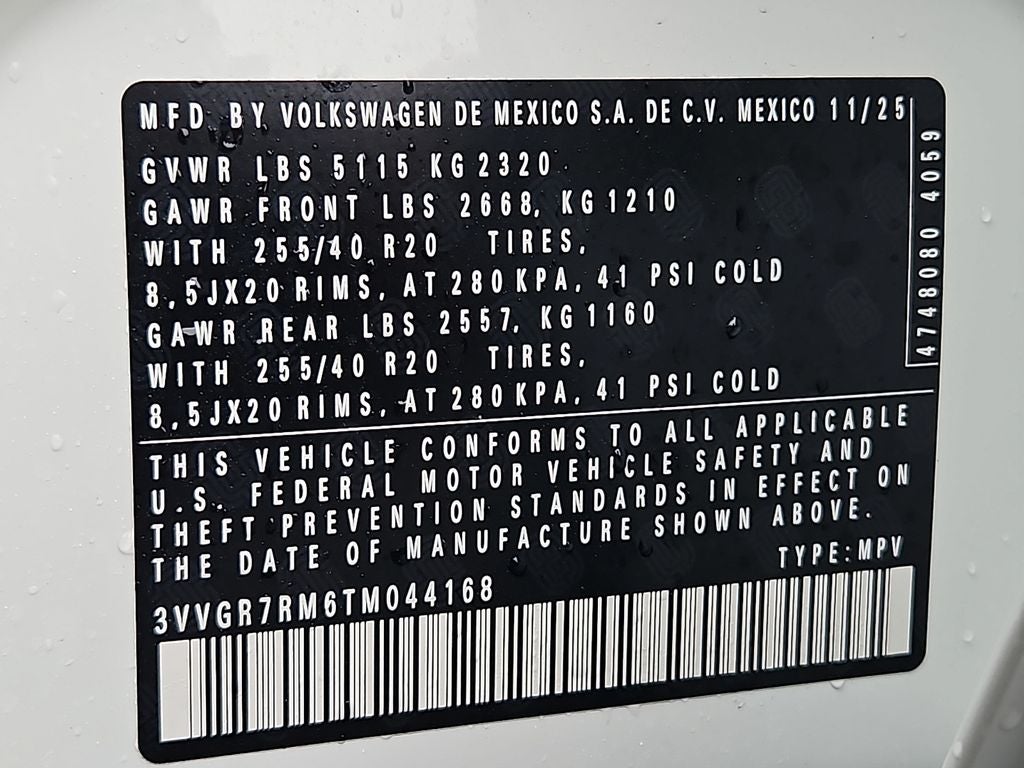 MFD BY VOLKSWAGEN DE MEXICO S.A. DE C.V. MEXICO 11/25
GVWR LBS 5115 KG 2320
GAWR FRONT LBS 2668, KG 1210
WITH 255/40 R20 TIRES,
8,5JX20 RIMS, AT 280 KPA, 41 PSI COLD
GAWR REAR LBS 2557, KG 1160
WITH 255/40 R20 TIRES,
8,5JX20 RIMS, AT 280 KPA, 41 PSI COLD
4748080 4059
THIS VEHICLE CONFORMS TO ALL APPLICABLE
U.S. FEDERAL MOTOR VEHICLE SAFETY AND
THEFT PREVENTION STANDARDS IN EFFECT ON
THE DATE OF MANUFACTURE SHOWN ABOVE.
TYPE:MPV
3VVGR7RM6TM044168